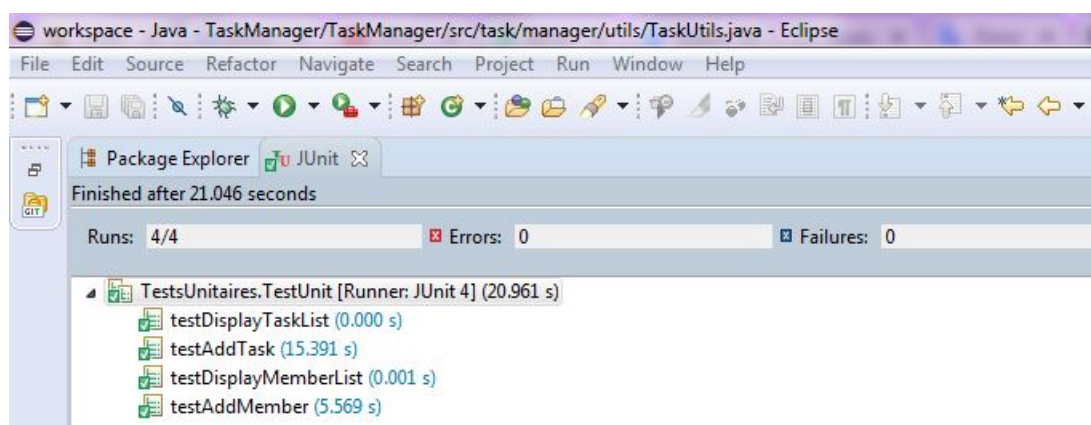 workspace - Java - TaskManager/TaskManager/src/task/manager/utils/TaskUtils.java - Eclipse
File Edit Source Refactor Navigate Search Project Run Window Help
Package Explorer JUnit
Finished after 21.046 seconds
Runs: 4/4 Errors: 0 Failures: 0
TestsUnitaires.TestUnit [Runner: JUnit 4] (20.961 s)
testDisplayTaskList (0.000 s)
testAddTask (15.391 s)
testDisplayMemberList (0.001 s)
testAddMember (5.569 s)
GIT